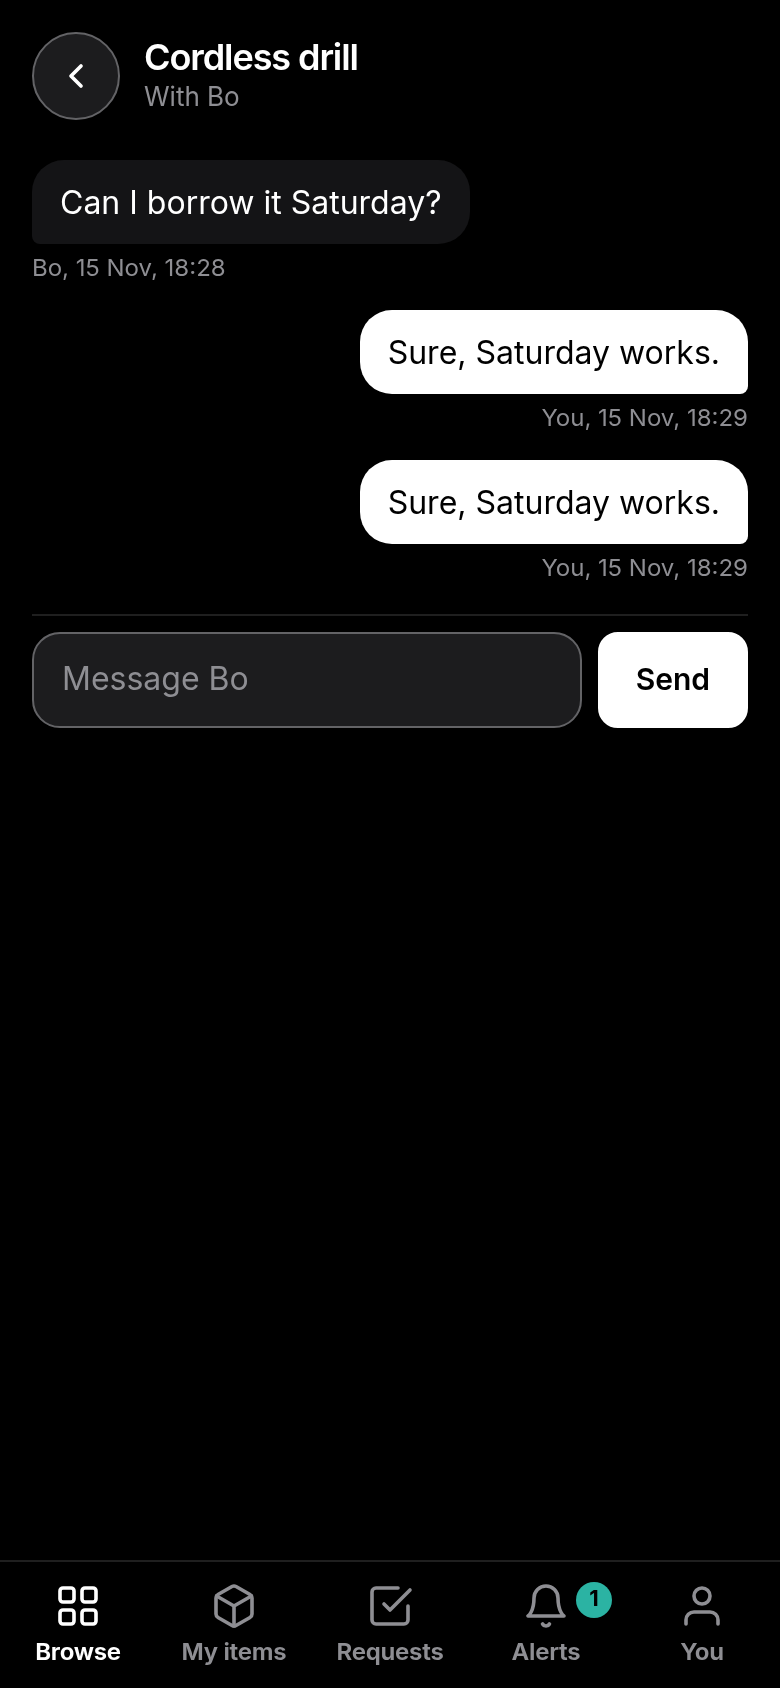 Cordless drill
With Bo
Can I borrow it Saturday?
Bo, 15 Nov, 18:28
Sure, Saturday works.
You, 15 Nov, 18:29
Sure, Saturday works.
You, 15 Nov, 18:29
Message Bo
Send
1
Browse
My items
Requests
Alerts
You